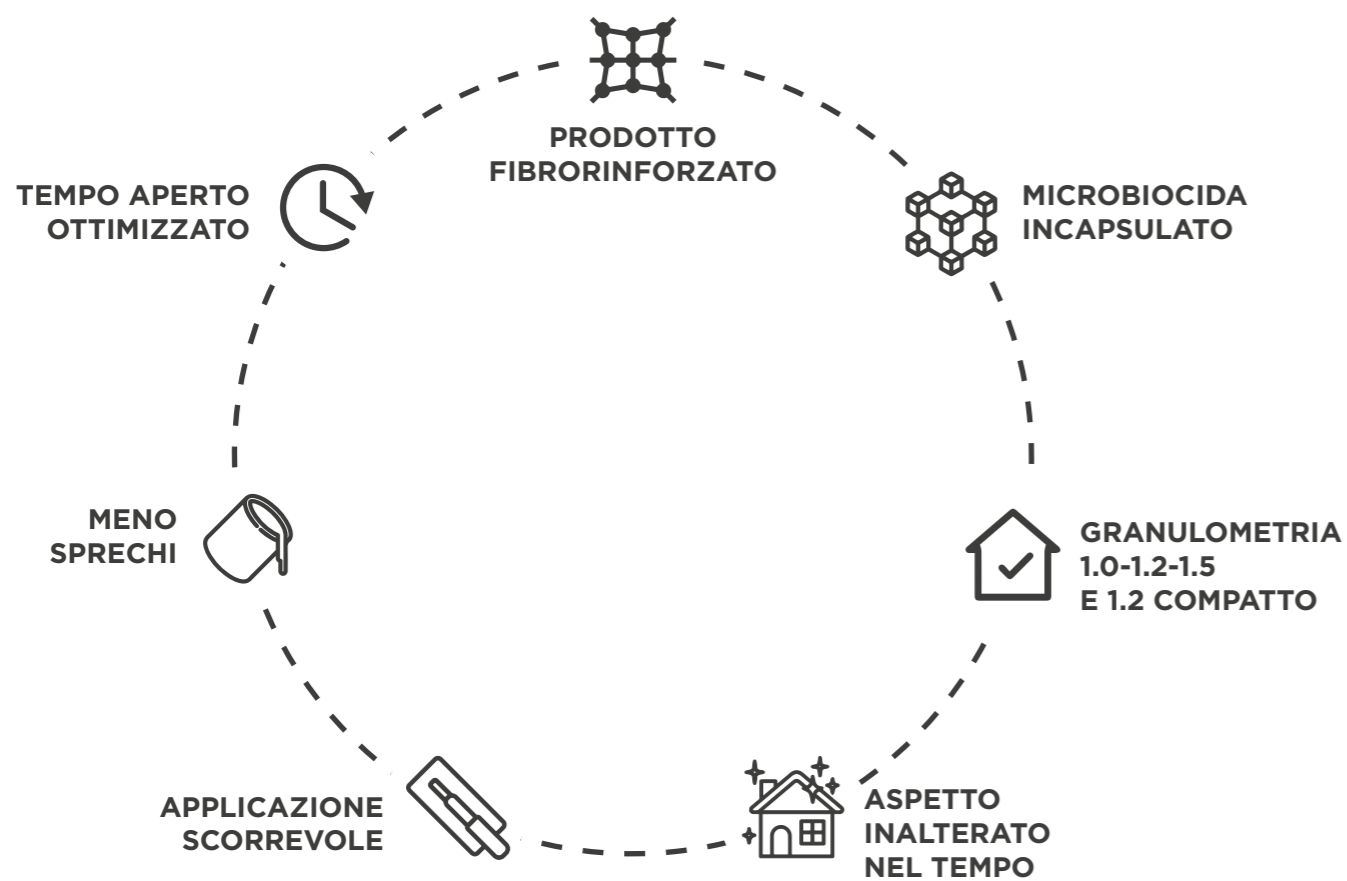 PRODOTTO
FIBRORINFORZATO
MICROBIOCIDA
INCAPSULATO
GRANULOMETRIA
1.0-1.2-1.5
E 1.2 COMPATTO
ASPETTO
INALTERATO
NEL TEMPO
APPLICAZIONE
SCORREVOLE
MENO
SPRECHI
TEMPO APERTO
OTTIMIZZATO